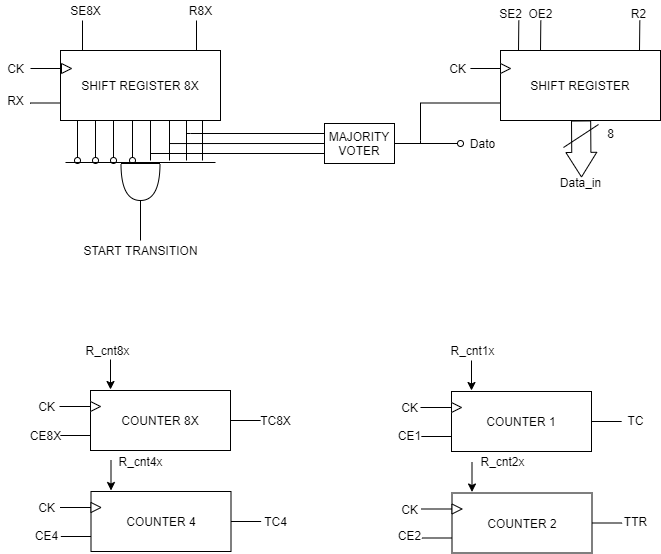 SE8X R8X SE2 OE2 R2
CK SHIFT REGISTER 8X CK SHIFT REGISTER
RX
MAJORITY
VOTER
Dato
8
Data_in
START TRANSITION
R_cnt8x R_cnt1x
CK CK
COUNTER 8X TC8X COUNTER 1 TC
CE8X CE1
R_cnt4x R_cnt2x
CK CK
COUNTER 4 TC4 COUNTER 2 TTR
CE4 CE2